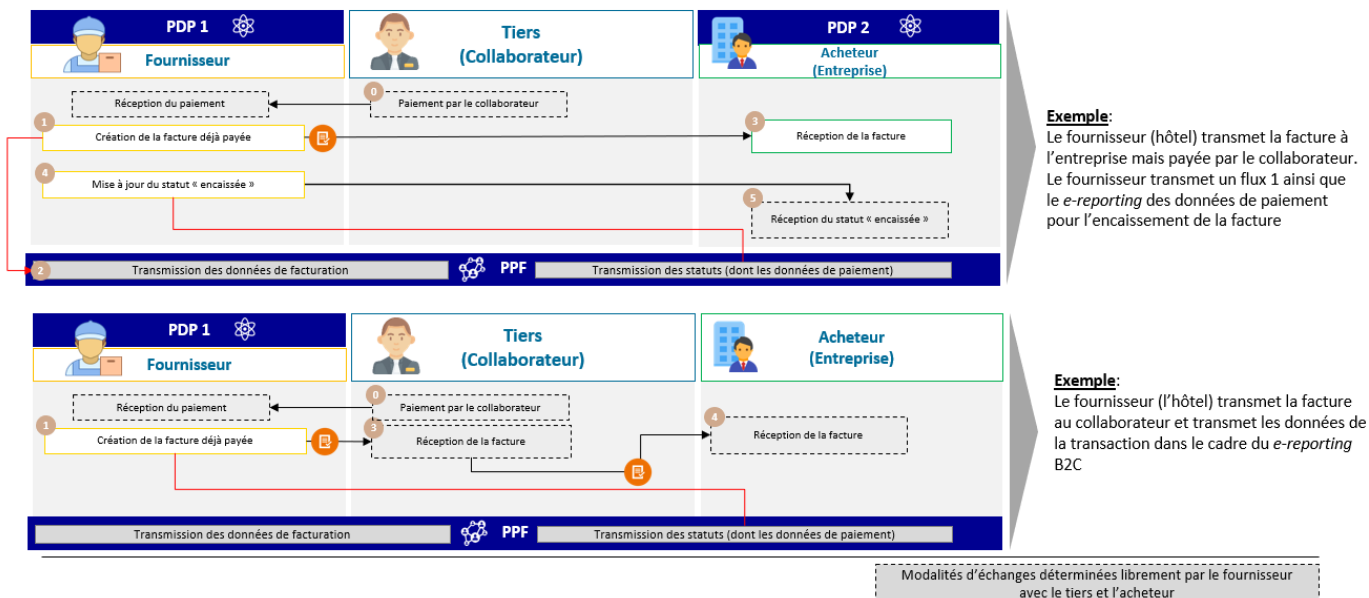 PDP 1
Fournisseur
Tiers
(Collaborateur)
PDP 2
Acheteur
(Entreprise)
0
Réception du paiement
Paiement par le collaborateur
1
Création de la facture déjà payée
3
Réception de la facture
4
Mise à jour du statut « encaissée »
5
Réception du statut « encaissée »
2
Transmission des données de facturation
PPF
Transmission des statuts (dont les données de paiement)
Exemple:
Le fournisseur (hôtel) transmet la facture à
l’entreprise mais payée par le collaborateur.
Le fournisseur transmet un flux 1 ainsi que
le e-reporting des données de paiement
pour l’encaissement de la facture
PDP 1
Fournisseur
Tiers
(Collaborateur)
Acheteur
(Entreprise)
0
Réception du paiement
Paiement par le collaborateur
1
Création de la facture déjà payée
3
Réception de la facture
4
Réception de la facture
Transmission des données de facturation
PPF
Transmission des statuts (dont les données de paiement)
Exemple:
Le fournisseur (l’hôtel) transmet la facture
au collaborateur et transmet les données de
la transaction dans le cadre du e-reporting
B2C
Modalités d’échanges déterminées librement par le fournisseur
avec le tiers et l’acheteur